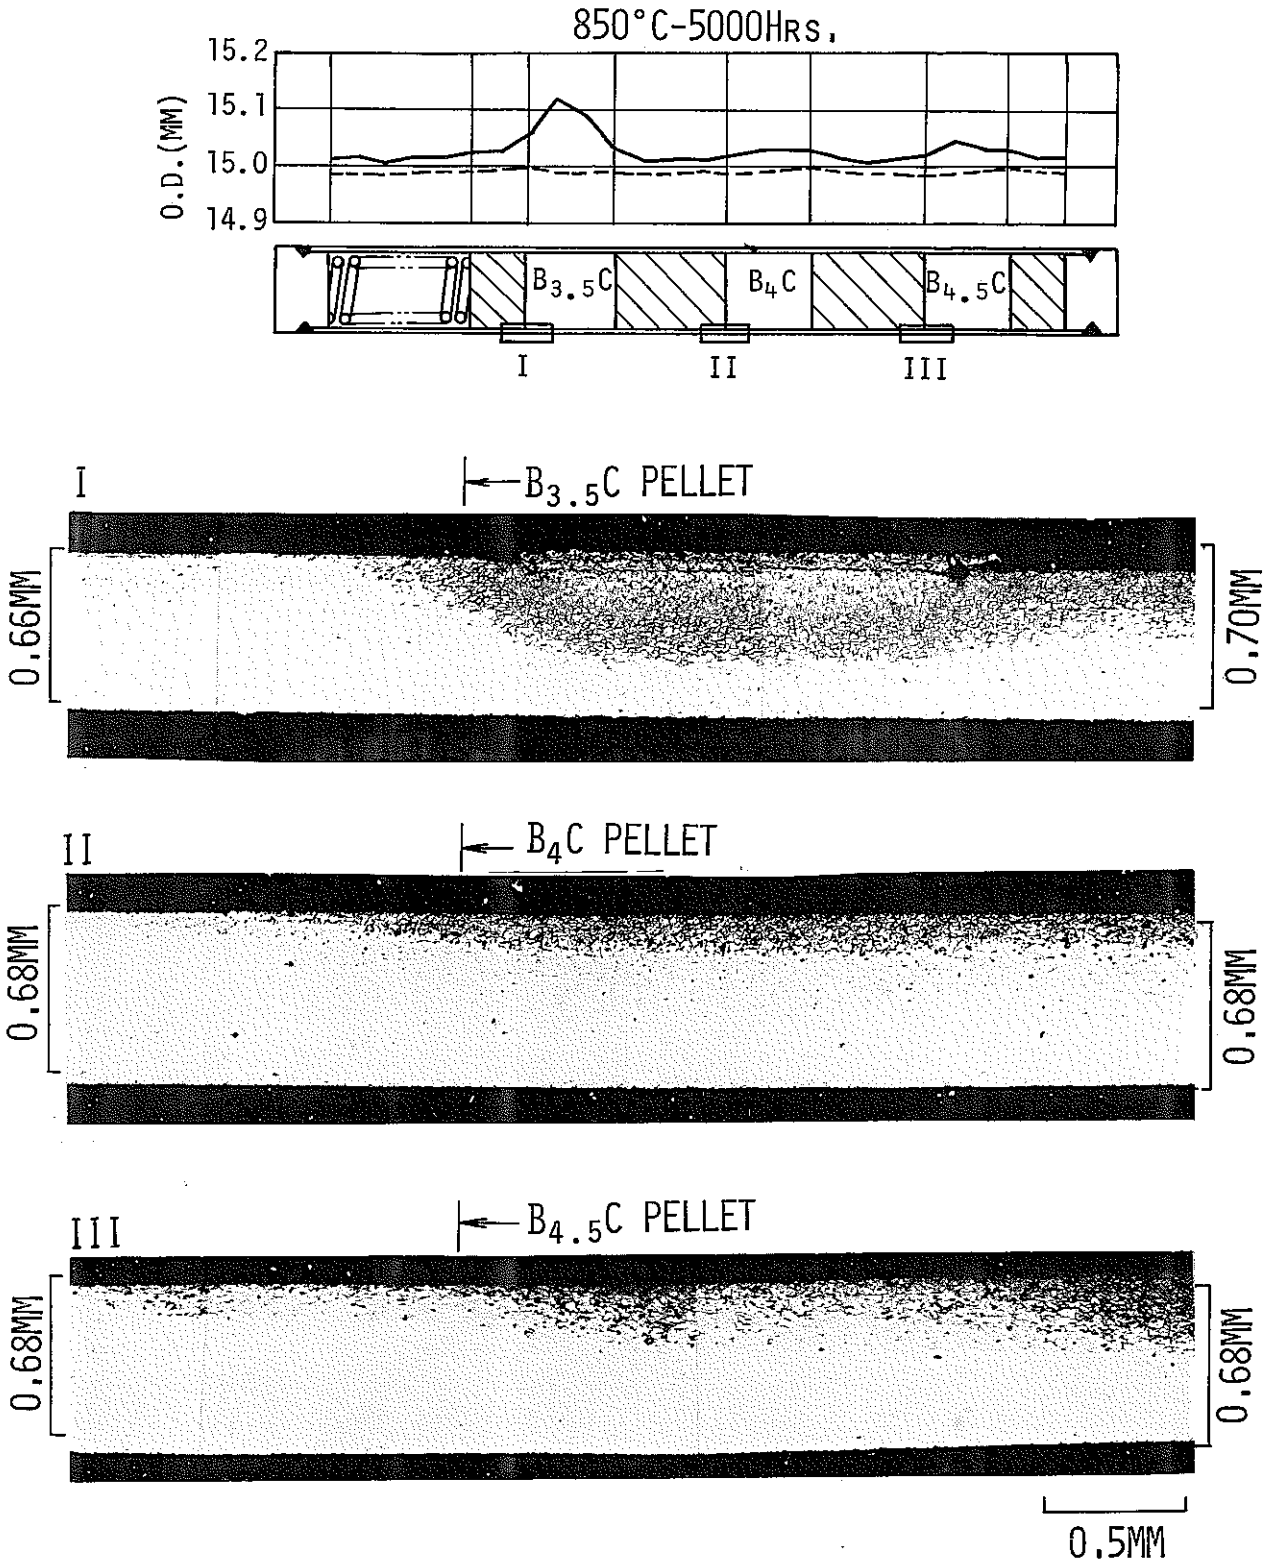 850°C-5000HRS.
O.D.(MM)
15.2
15.1
15.0
14.9
B3.5C
B4C
B4.5C
I
II
III
I
B3.5C PELLET
0.66MM
0.70MM
II
B4C PELLET
0.68MM
0.68MM
III
B4.5C PELLET
0.68MM
0.68MM
0.5MM